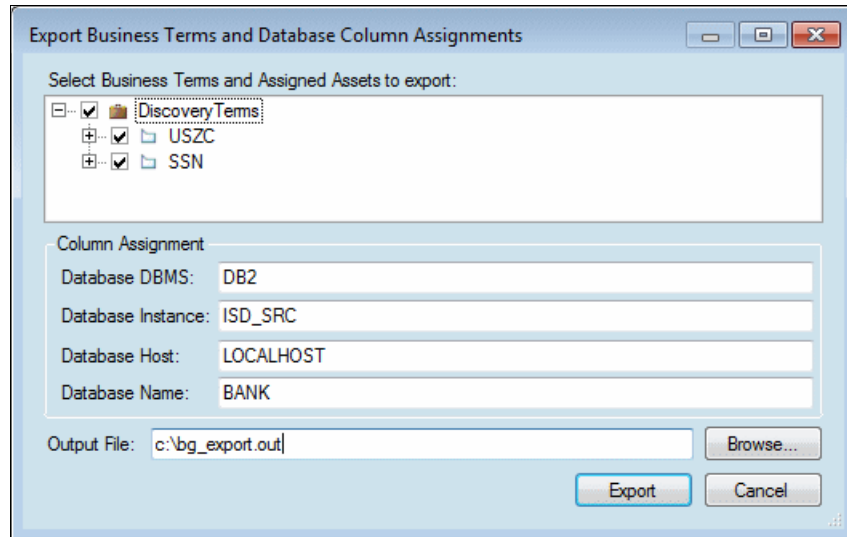 Export Business Terms and Database Column Assignments
Select Business Terms and Assigned Assets to export:
DiscoveryTerms
USZC
SSN
Column Assignment
Database DBMS: DB2
Database Instance: ISD_SRC
Database Host: LOCALHOST
Database Name: BANK
Output File: c:\bg_export.out Browse...
Export Cancel